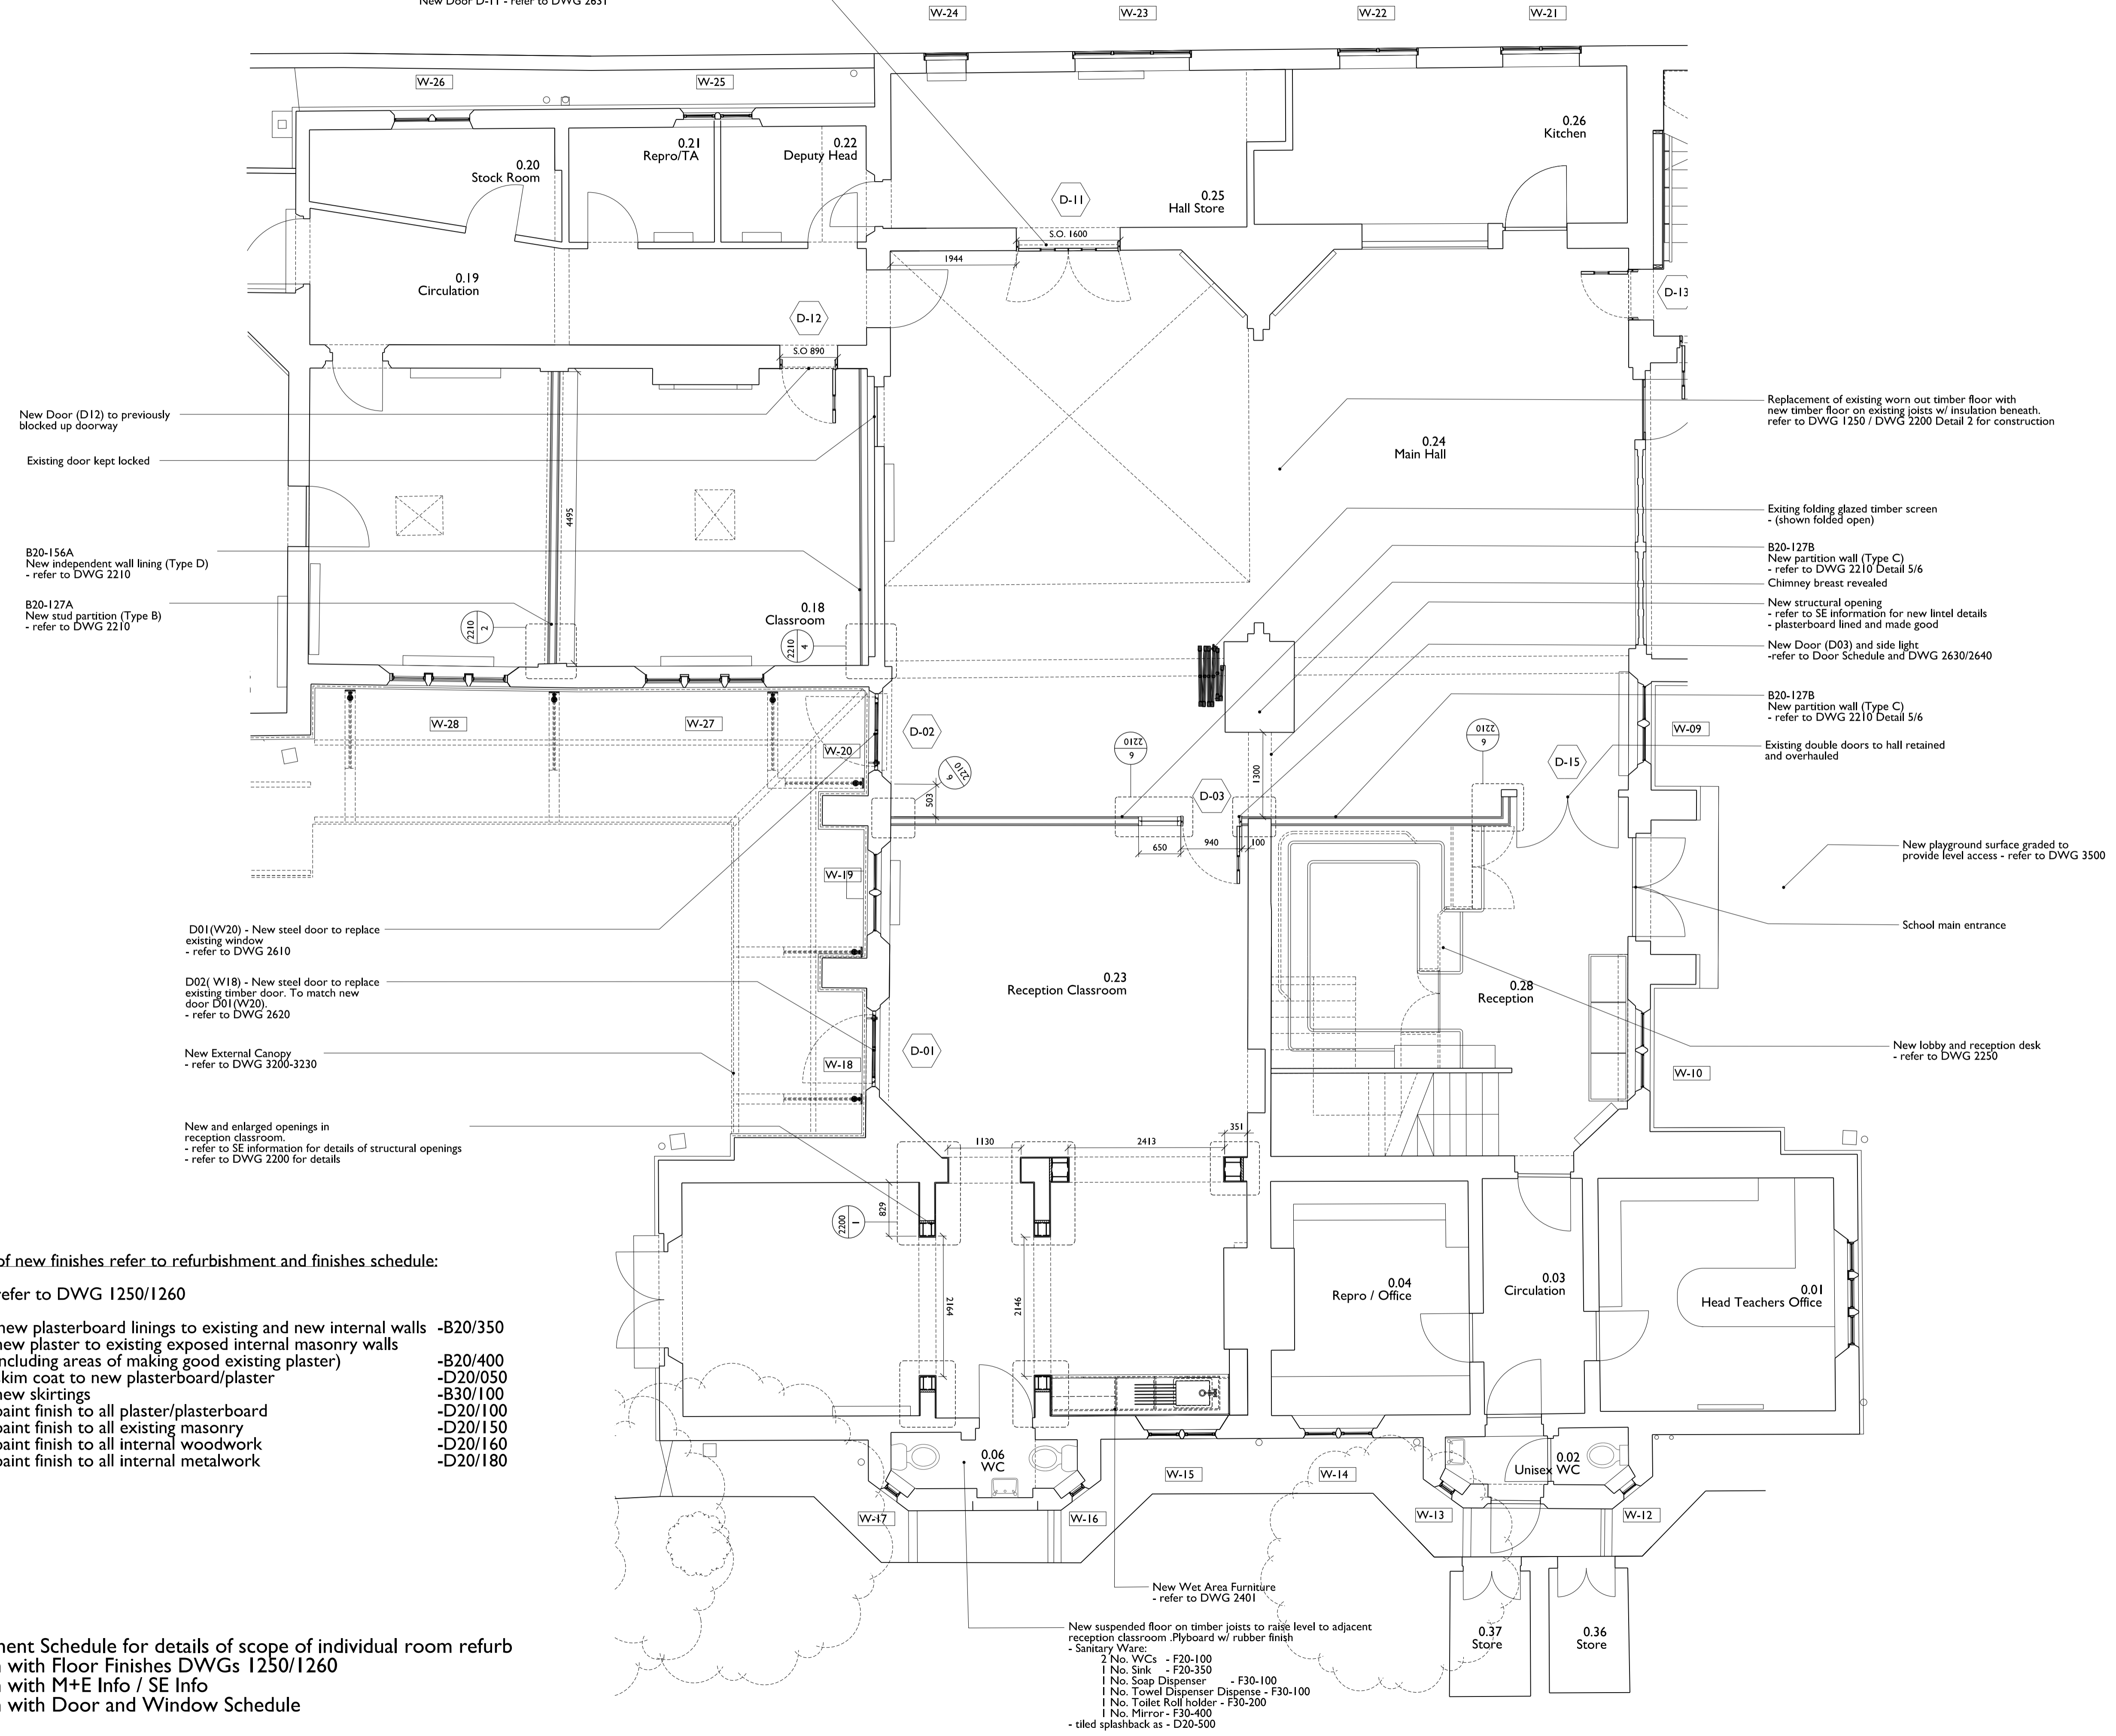 New Door D-11 - refer to DWG 2631
W-24
W-23
W-22
W-21
W-26
W-25
0.20
Stock Room
0.21
Repro/TA
0.22
Deputy Head
D-11
0.25
Hall Store
0.26
Kitchen
S.O. 1600
1944
0.19
Circulation
D-12
S.O 890
D-13
New Door (D12) to previously
blocked up doorway
Existing door kept locked
B20-156A
New independent wall lining (Type D)
- refer to DWG 2210
B20-127A
New stud partition (Type B)
- refer to DWG 2210
4495
2210
2
0.18
Classroom
2210
4
0.24
Main Hall
Replacement of existing worn out timber floor with
new timber floor on existing joists w/ insulation beneath.
refer to DWG 1250 / DWG 2200 Detail 2 for construction
Exiting folding glazed timber screen
- (shown folded open)
B20-127B
New partition wall (Type C)
- refer to DWG 2210 Detail 5/6
Chimney breast revealed
New structural opening
- refer to SE information for new lintel details
- plasterboard lined and made good
New Door (D03) and side light
-refer to Door Schedule and DWG 2630/2640
B20-127B
New partition wall (Type C)
- refer to DWG 2210 Detail 5/6
Existing double doors to hall retained
and overhauled
W-28
W-27
W-20
D-02
2210
6
503
2210
6
D-03
1300
2210
6
D-15
W-09
650
940
100
W-19
New playground surface graded to
provide level access - refer to DWG 3500
School main entrance
D01(W20) - New steel door to replace
existing window
- refer to DWG 2610
D02( W18) - New steel door to replace
existing timber door. To match new
door D01(W20).
- refer to DWG 2620
New External Canopy
- refer to DWG 3200-3230
0.23
Reception Classroom
0.28
Reception
D-01
W-18
W-10
New lobby and reception desk
- refer to DWG 2250
New and enlarged openings in
reception classroom.
- refer to SE information for details of structural openings
- refer to DWG 2200 for details
1130
2413
351
829
2200
1
2164
2146
0.04
Repro / Office
0.03
Circulation
0.01
Head Teachers Office
of new finishes refer to refurbishment and finishes schedule:
refer to DWG 1250/1260
new plasterboard linings to existing and new internal walls -B20/350
new plaster to existing exposed internal masonry walls
including areas of making good existing plaster) -B20/400
skim coat to new plasterboard/plaster -D20/050
new skirtings -B30/100
paint finish to all plaster/plasterboard -D20/100
paint finish to all existing masonry -D20/150
paint finish to all internal woodwork -D20/160
paint finish to all internal metalwork -D20/180
0.06
WC
0.02
Unisex WC
W-15
W-14
W-17
W-16
W-13
W-12
New Wet Area Furniture
- refer to DWG 2401
New suspended floor on timber joists to raise level to adjacent
reception classroom .Plyboard w/ rubber finish
- Sanitary Ware:
2 No. WCs - F20-100
1 No. Sink - F20-350
1 No. Soap Dispenser - F30-100
1 No. Towel Dispenser Dispense - F30-100
1 No. Toilet Roll holder - F30-200
1 No. Mirror - F30-400
- tiled splashback as - D20-500
0.37
Store
0.36
Store
ment Schedule for details of scope of individual room refurb
with Floor Finishes DWGs 1250/1260
with M+E Info / SE Info
with Door and Window Schedule